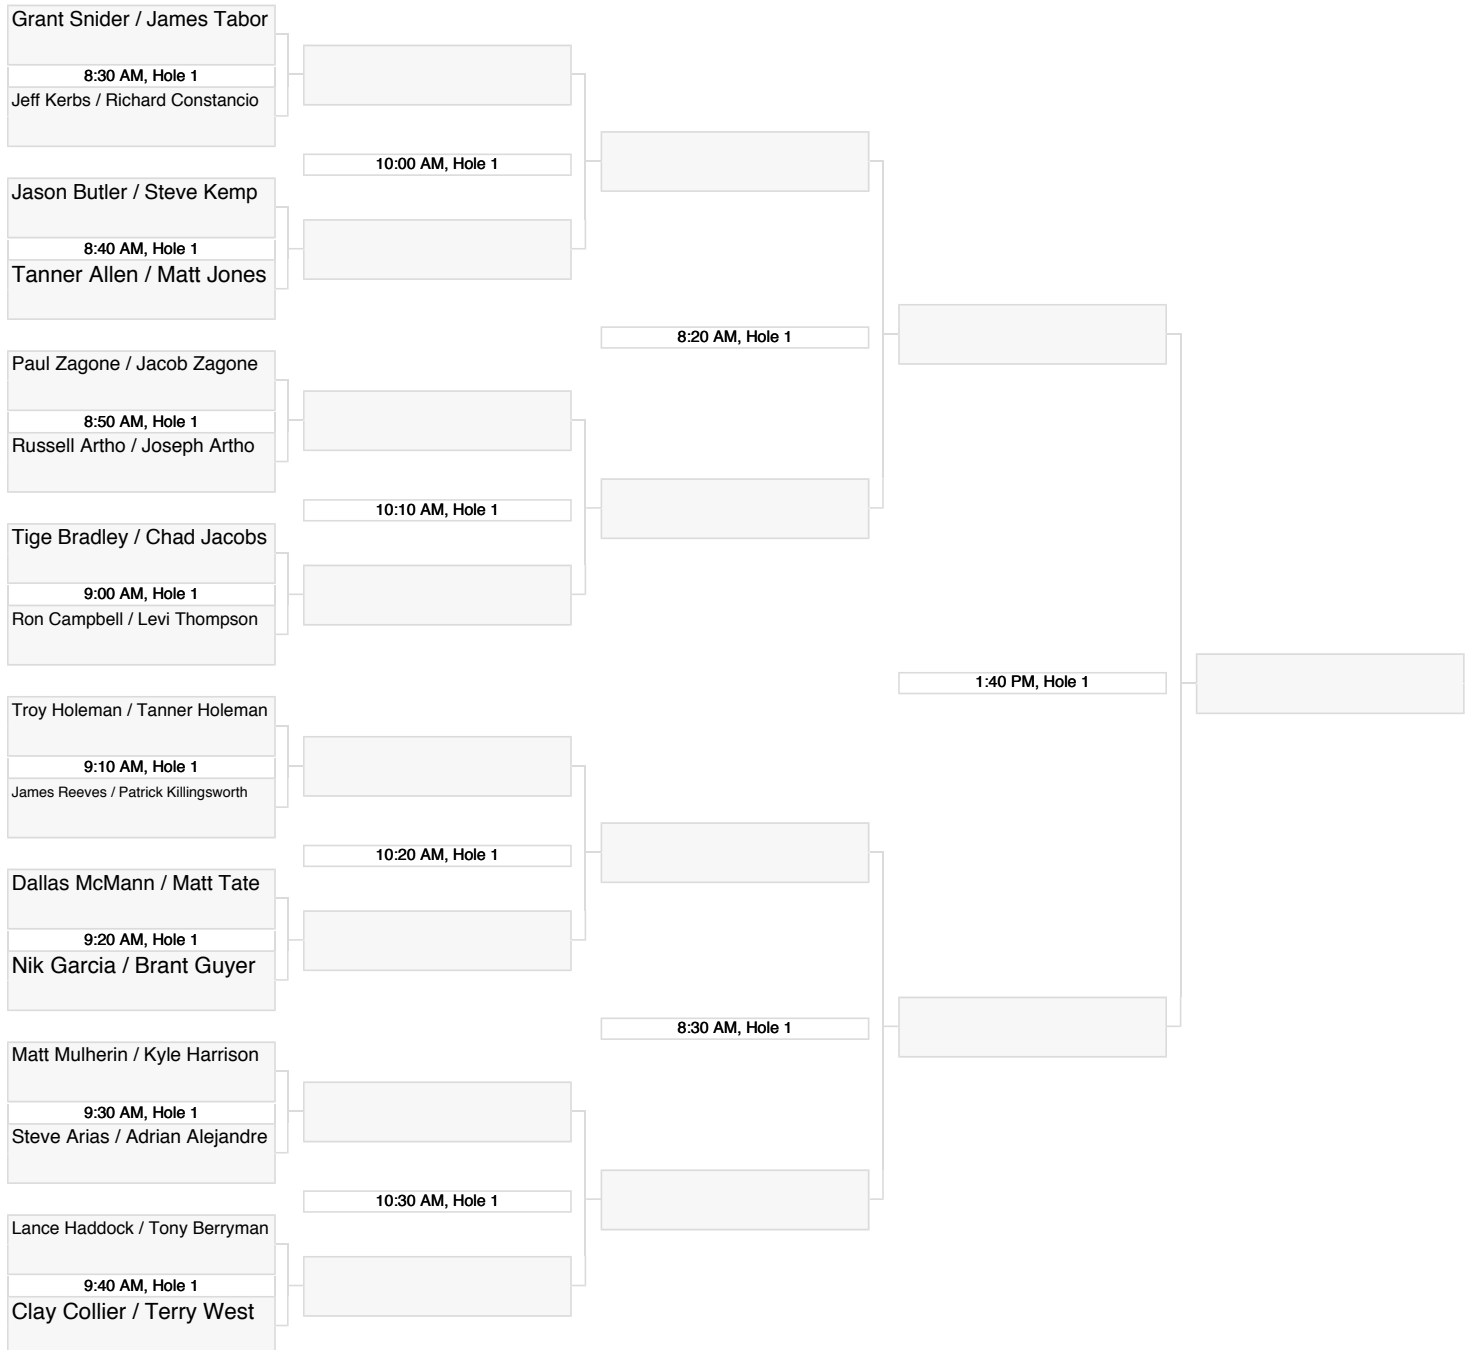 Grant Snider / James Tabor
8:30 AM, Hole 1
Jeff Kerbs / Richard Constancio
10:00 AM, Hole 1
Jason Butler / Steve Kemp
8:40 AM, Hole 1
Tanner Allen / Matt Jones
8:20 AM, Hole 1
Paul Zagone / Jacob Zagone
8:50 AM, Hole 1
Russell Artho / Joseph Artho
10:10 AM, Hole 1
Tige Bradley / Chad Jacobs
9:00 AM, Hole 1
Ron Campbell / Levi Thompson
1:40 PM, Hole 1
Troy Holeman / Tanner Holeman
9:10 AM, Hole 1
James Reeves / Patrick Killingsworth
10:20 AM, Hole 1
Dallas McMann / Matt Tate
9:20 AM, Hole 1
Nik Garcia / Brant Guyer
8:30 AM, Hole 1
Matt Mulherin / Kyle Harrison
9:30 AM, Hole 1
Steve Arias / Adrian Alejandre
10:30 AM, Hole 1
Lance Haddock / Tony Berryman
9:40 AM, Hole 1
Clay Collier / Terry West